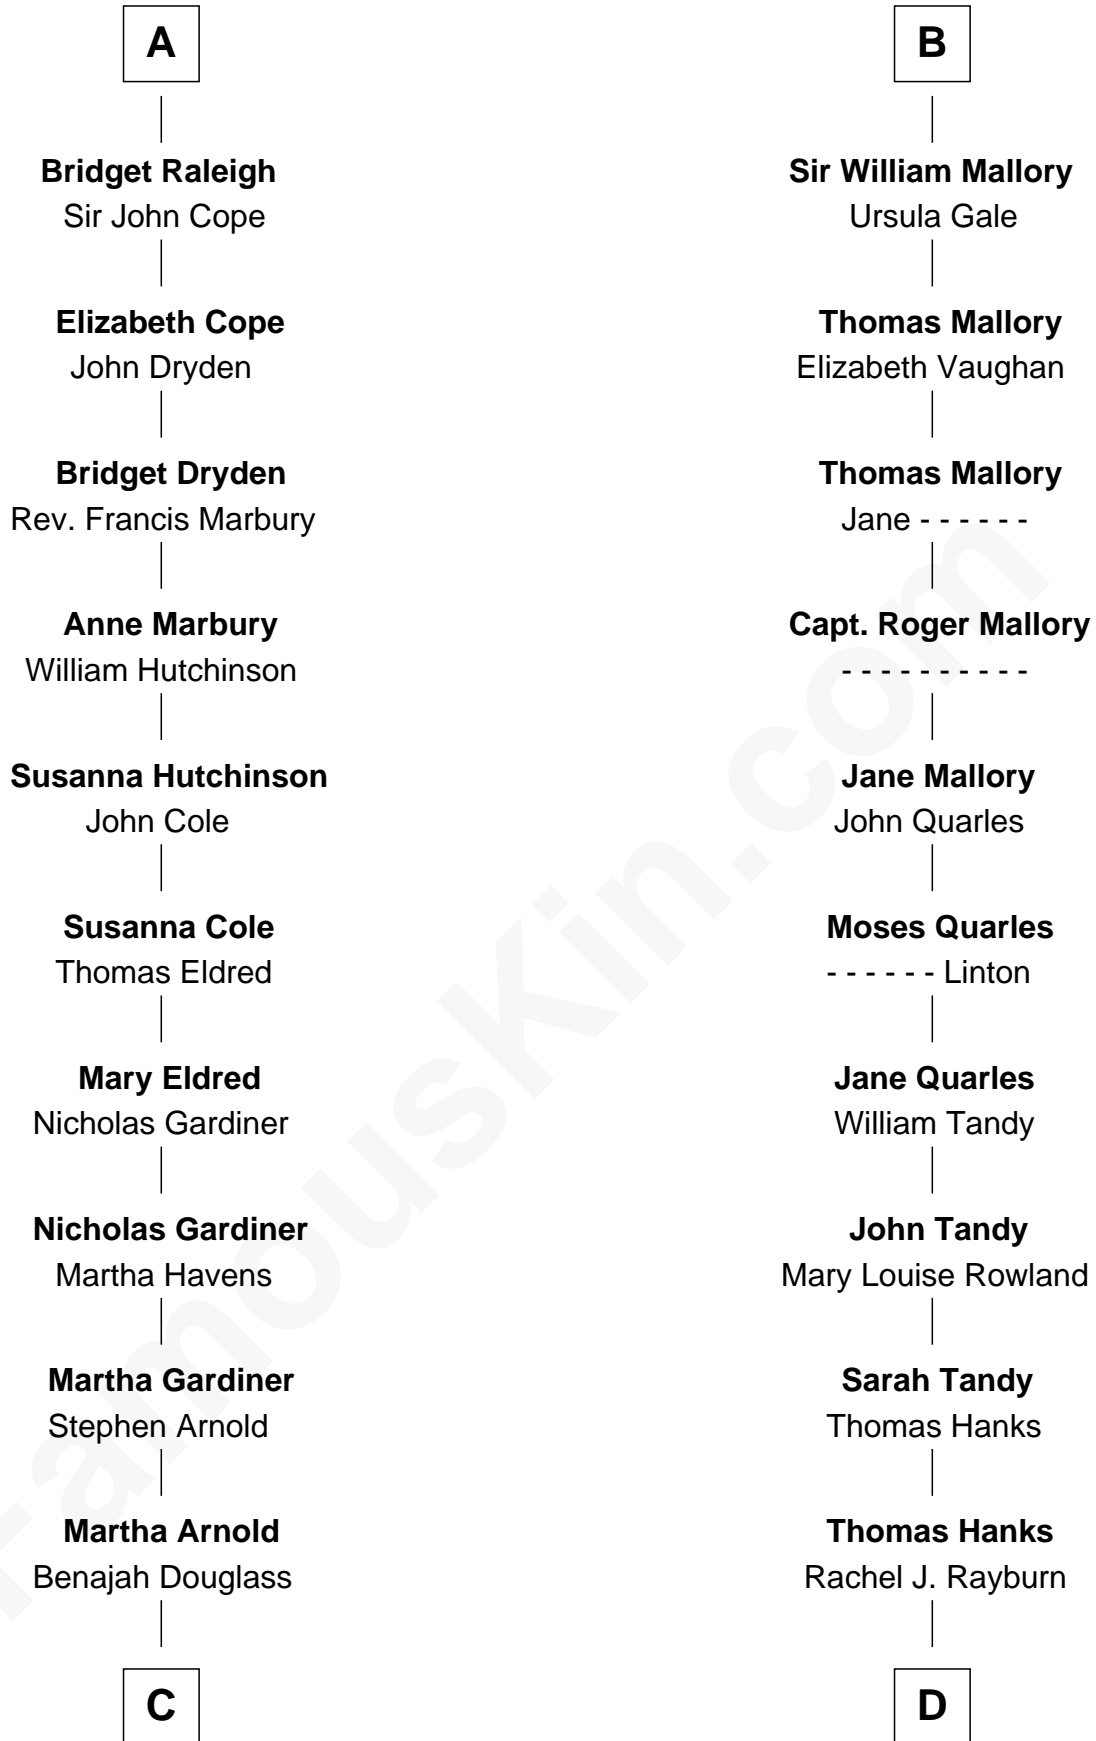 A
Bridget Raleigh
Sir John Cope
Elizabeth Cope
John Dryden
Bridget Dryden
Rev. Francis Marbury
Anne Marbury
William Hutchinson
Susanna Hutchinson
John Cole
Susanna Cole
Thomas Eldred
Mary Eldred
Nicholas Gardiner
Nicholas Gardiner
Martha Havens
Martha Gardiner
Stephen Arnold
Martha Arnold
Benajah Douglass
C
B
Sir William Mallory
Ursula Gale
Thomas Mallory
Elizabeth Vaughan
Thomas Mallory
Jane - - - - - -
Capt. Roger Mallory
- - - - - - - - - -
Jane Mallory
John Quarles
Moses Quarles
- - - - - - Linton
Jane Quarles
William Tandy
John Tandy
Mary Louise Rowland
Sarah Tandy
Thomas Hanks
Thomas Hanks
Rachel J. Rayburn
D
FamousKin.com